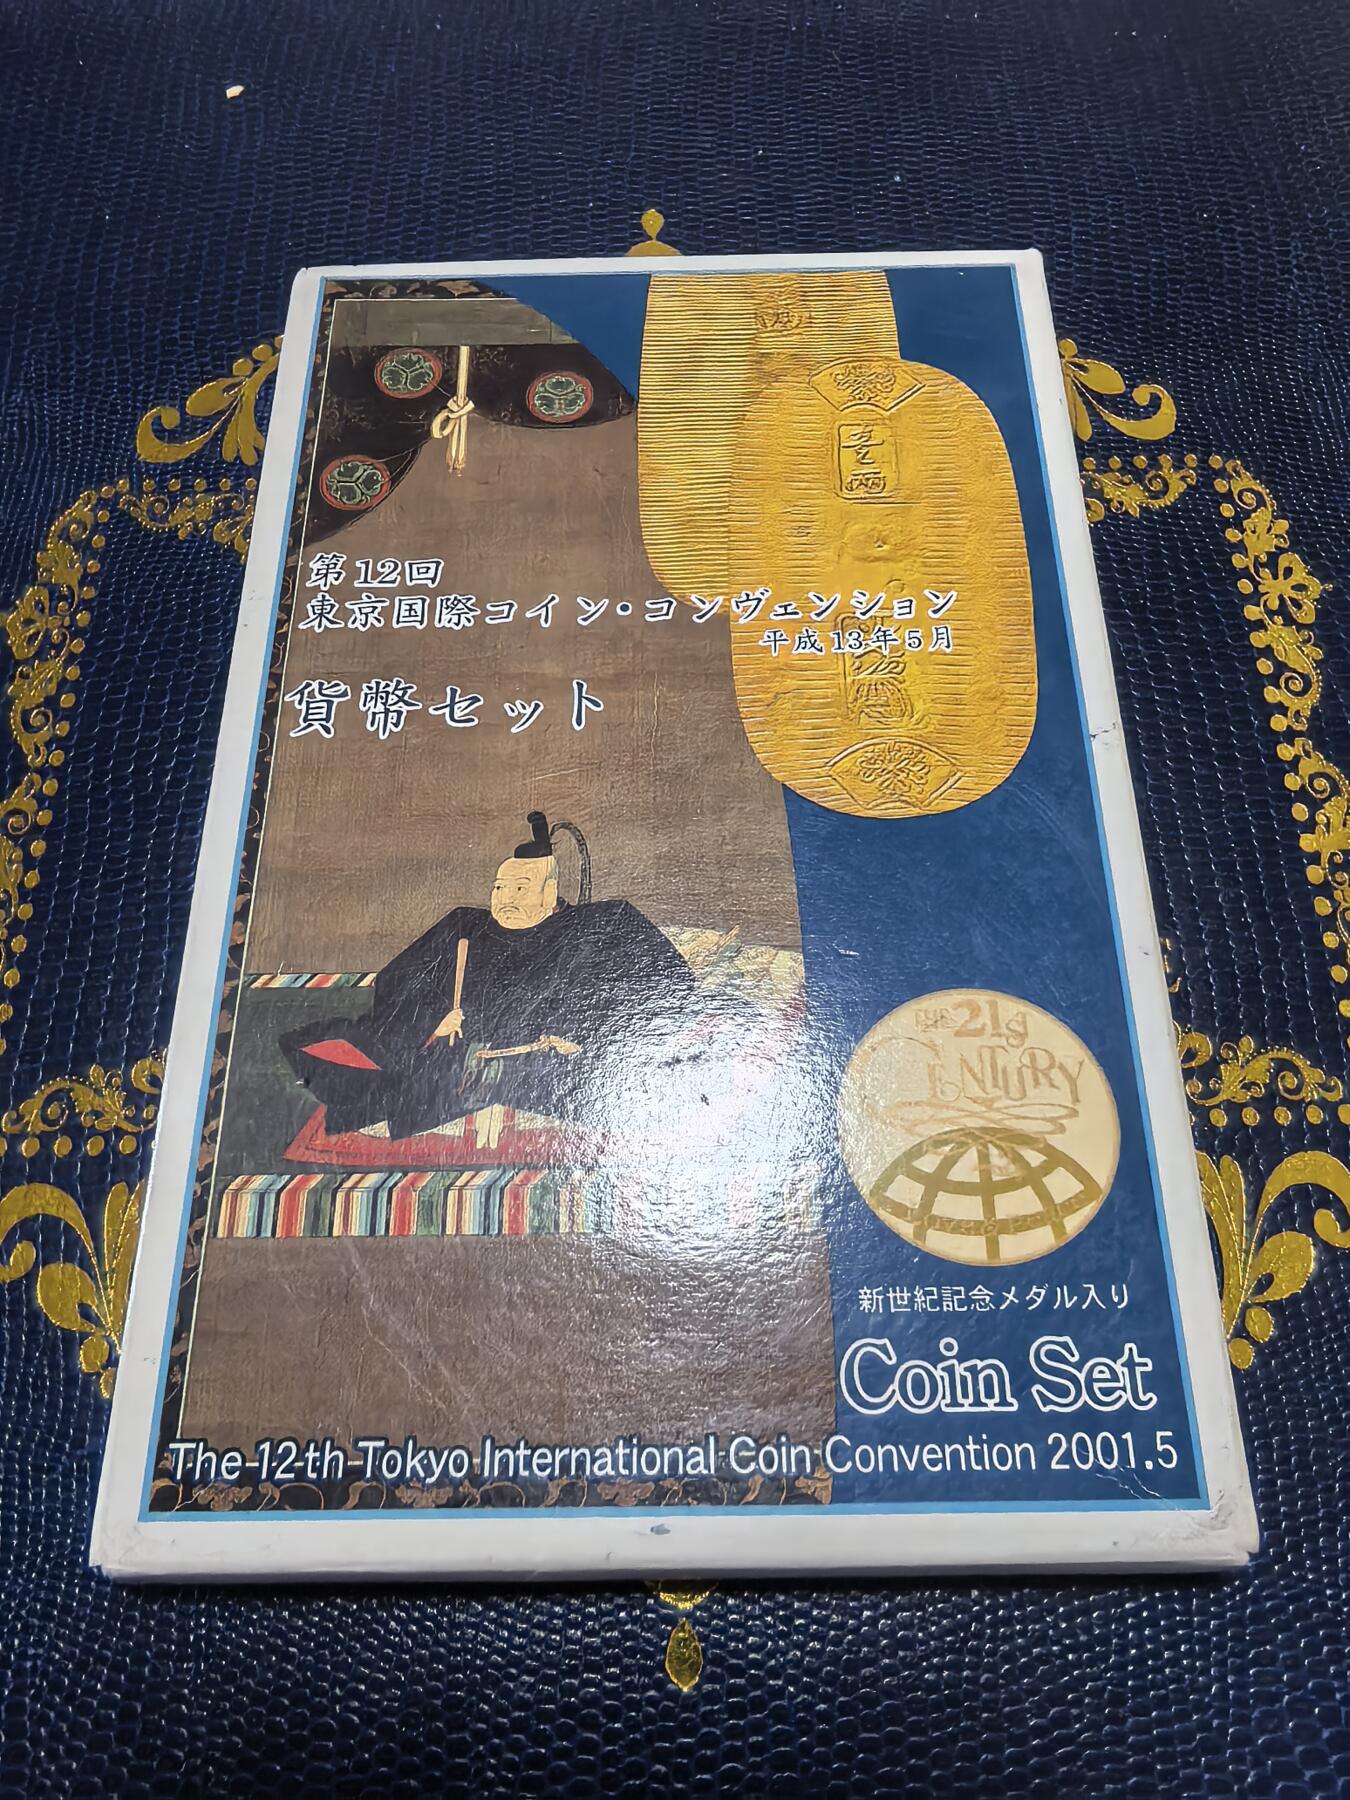 壹
兩
第12回
東京国際コイン・コンヴェンション
平成13年5月
貨幣セット
21st
CENTURY
新世紀記念メダル入り
Coin Set
The 12th Tokyo International Coin Convention 2001.5